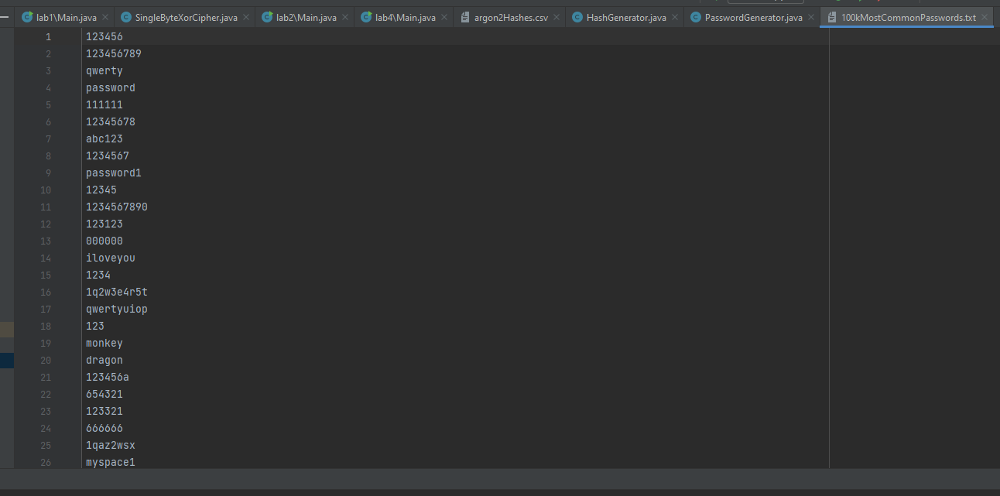 lab1\Main.java SingleByteXorCipher.java lab2\Main.java lab4\Main.java argon2Hashes.csv HashGenerator.java PasswordGenerator.java 100kMostCommonPasswords.txt
1 123456
2 123456789
3 qwerty
4 password
5 111111
6 12345678
7 abc123
8 1234567
9 password1
10 12345
11 1234567890
12 123123
13 000000
14 iloveyou
15 1234
16 1q2w3e4r5t
17 qwertyuiop
18 123
19 monkey
20 dragon
21 123456a
22 654321
23 123321
24 666666
25 1qaz2wsx
26 myspace1